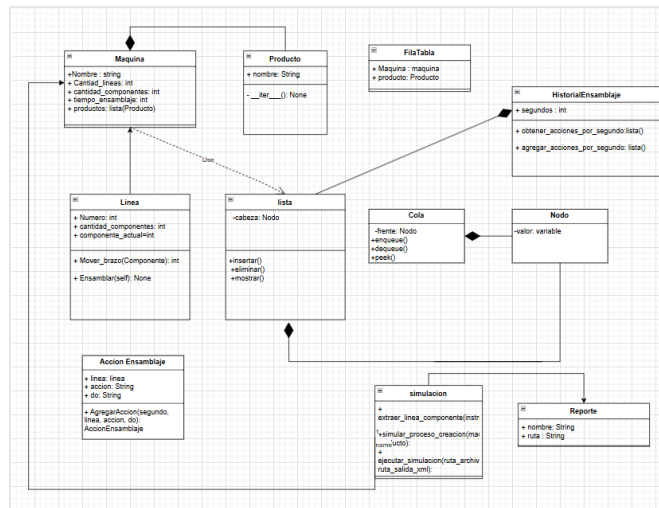 Maquina
+Nombre : string
+ Cantiad_lineas: int
+ cantidad_componentes: int
+ tiempo_ensamblaje: int
+ productos: lista(Producto)
Producto
+ nombre: String
- __iter___(): None
FilaTabla
+ Maquina : maquina
+ producto: Producto
HistorialEnsamblaje
+ segundos : int
+ obtener_acciones_por_segundo:lista()
+ agregar_acciones_por_segundo: lista()
Use
Linea
+ Numero: int
+ cantidad_componentes: int
+ componente_actual=int
+ Mover_brazo(Componente): int
+ Ensamblar(self): None
lista
-cabeza: Nodo
+insertar()
+eliminar()
+mostrar()
Cola
-frente: Nodo
+enqueue()
+dequeue()
+peek()
Nodo
-valor: variable
Accion Ensamblaje
+ linea: linea
+ accion: String
+ do: String
+ AgregarAccion(segundo,
linea, accion, do):
AccionEnsamblaje
simulacion
+
extraer_linea_componente(instr
+simular_proceso_creacion(ma
name ucto):
+
ejecutar_simulacion(ruta_archiv
ruta_salida_xml):
Reporte
+ nombre: String
+ ruta : String